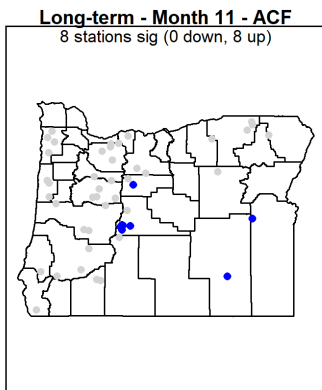 Long-term - Month 11 - ACF
8 stations sig (0 down, 8 up)